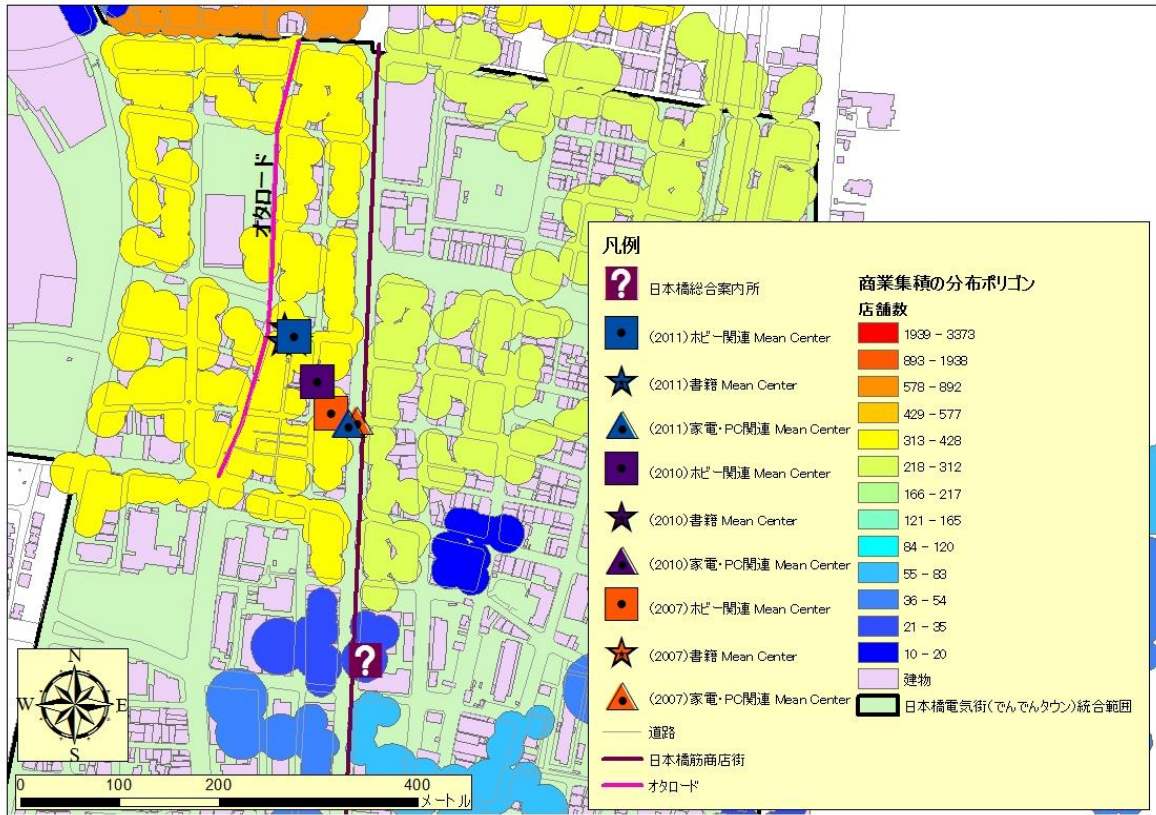 オタロード
凡例
?
日本橋総合案内所
(2011)ホビー関連 Mean Center
(2011)書籍 Mean Center
(2011)家電・PC関連 Mean Center
(2010)ホビー関連 Mean Center
(2010)書籍 Mean Center
(2010)家電・PC関連 Mean Center
(2007)ホビー関連 Mean Center
(2007)書籍 Mean Center
(2007)家電・PC関連 Mean Center
道路
日本橋筋商店街
オタロード
商業集積の分布ポリゴン
店舗数
1939 - 3373
893 - 1938
578 - 892
429 - 577
313 - 428
218 - 312
166 - 217
121 - 165
84 - 120
55 - 83
36 - 54
21 - 35
10 - 20
建物
日本橋電気街(でんでんタウン)統合範囲
?
N
W E
S
0 100 200 400
メートル